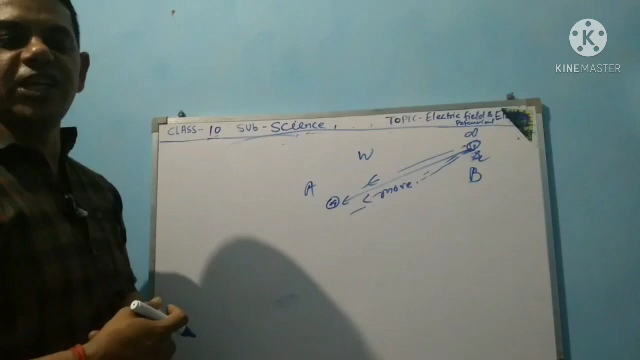 K
KINEMASTER
CLASS- 10 SUB- SCIENCE, .. TOPIC- Electric field &
Potential
∞
W
A
B
+
< more.